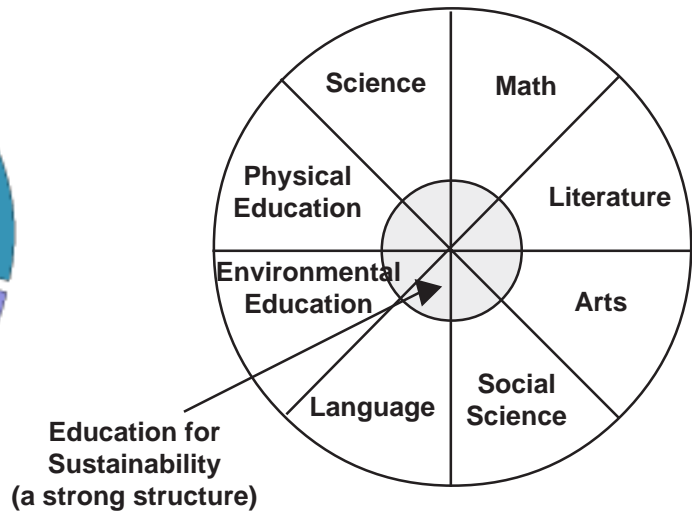 Science
Math
Physical
Education
Literature
Environmental
Education
Arts
Language
Social
Science
Education for
Sustainability
(a strong structure)